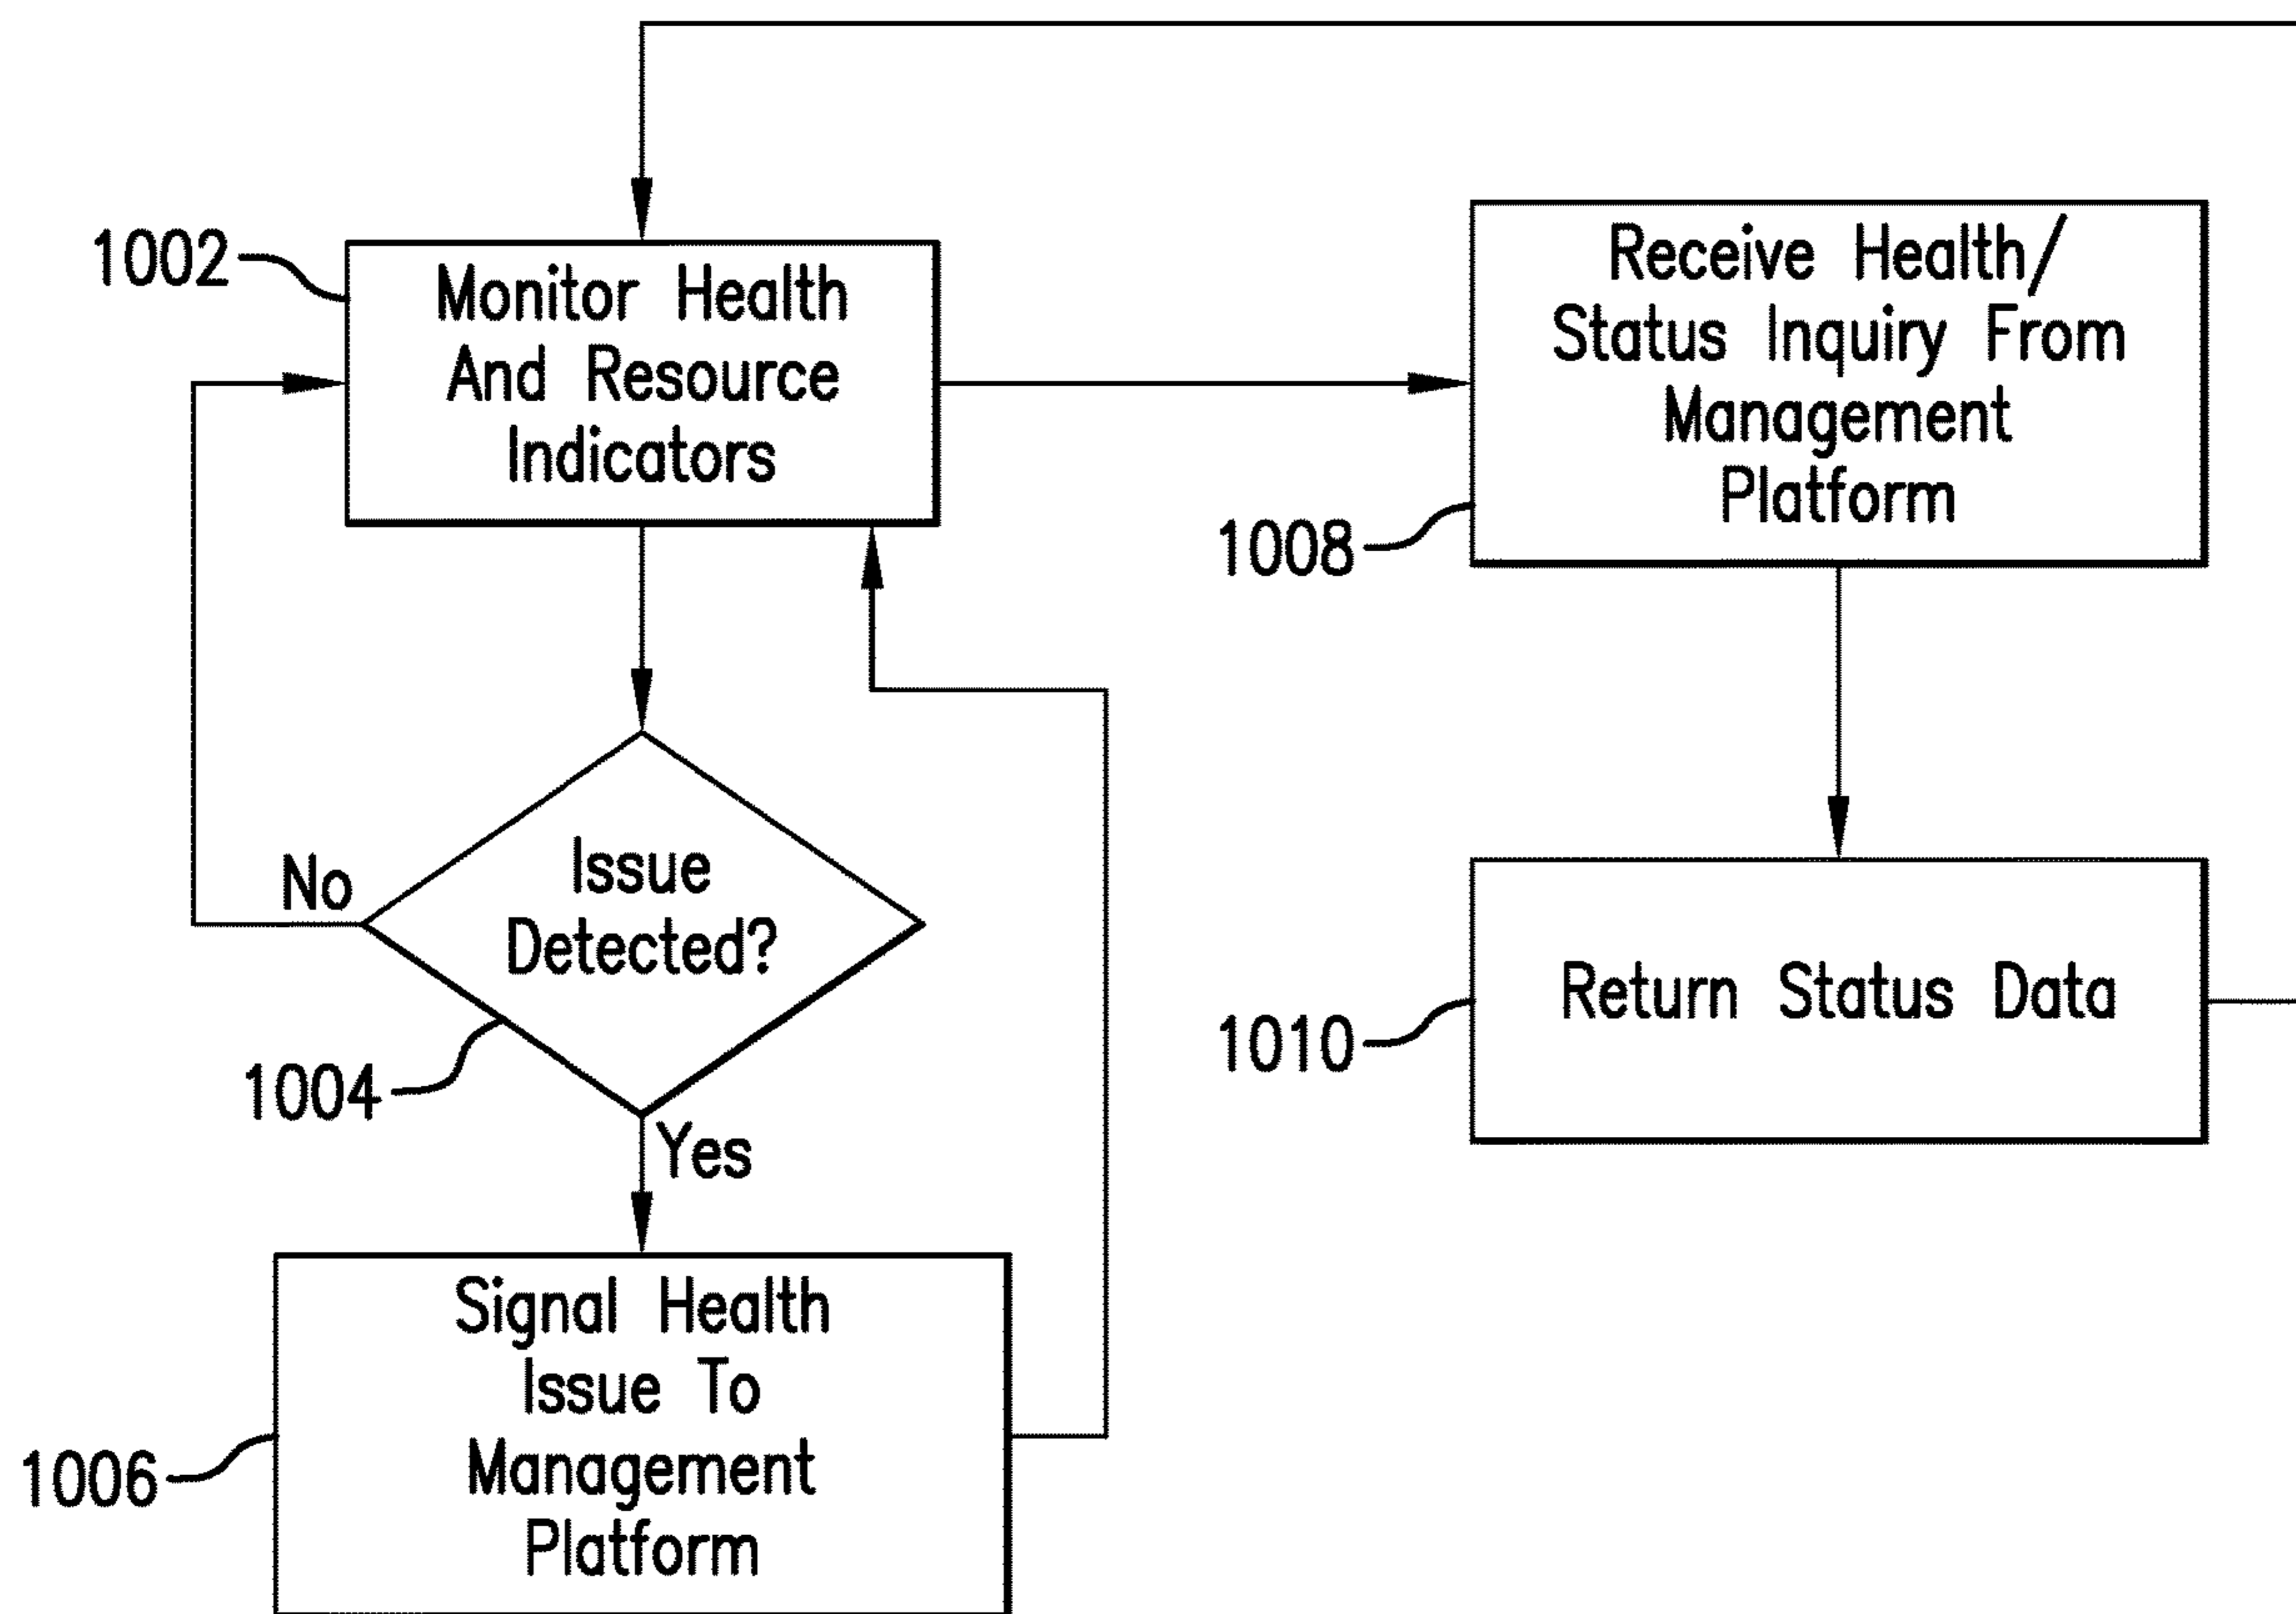 1002
Monitor Health
And Resource
Indicators
Receive Health/
Status Inquiry From
Management
Platform
1008
No
Issue
Detected?
1004
Yes
Return Status Data
1010
Signal Health
Issue To
Management
Platform
1006